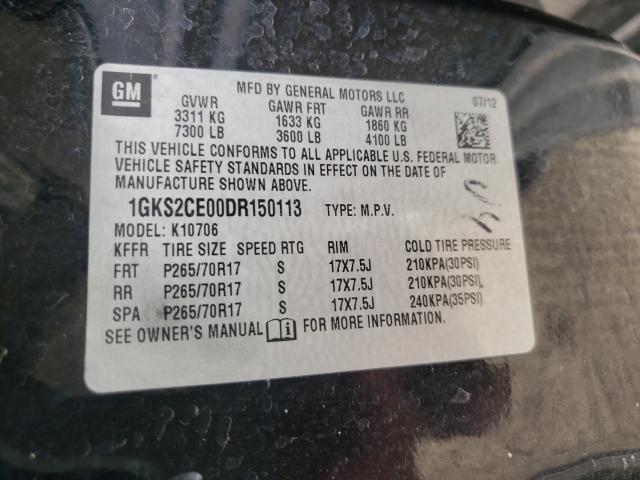 GM
MFD BY GENERAL MOTORS LLC
07/12
GVWR GAWR FRT GAWR RR
3311 KG 1633 KG 1860 KG
7300 LB 3600 LB 4100 LB
THIS VEHICLE CONFORMS TO ALL APPLICABLE U.S. FEDERAL MOTOR
VEHICLE SAFETY STANDARDS IN EFFECT ON THE DATE OF
MANUFACTURE SHOWN ABOVE.
1GKS2CE00DR150113 TYPE: M.P.V.
MODEL: K10706
KFFR TIRE SIZE SPEED RTG RIM COLD TIRE PRESSURE
FRT P265/70R17 S 17X7.5J 210KPA(30PSI)
RR P265/70R17 S 17X7.5J 210KPA(30PSI)
SPA P265/70R17 S 17X7.5J 240KPA(35PSI)
SEE OWNER'S MANUAL FOR MORE INFORMATION.